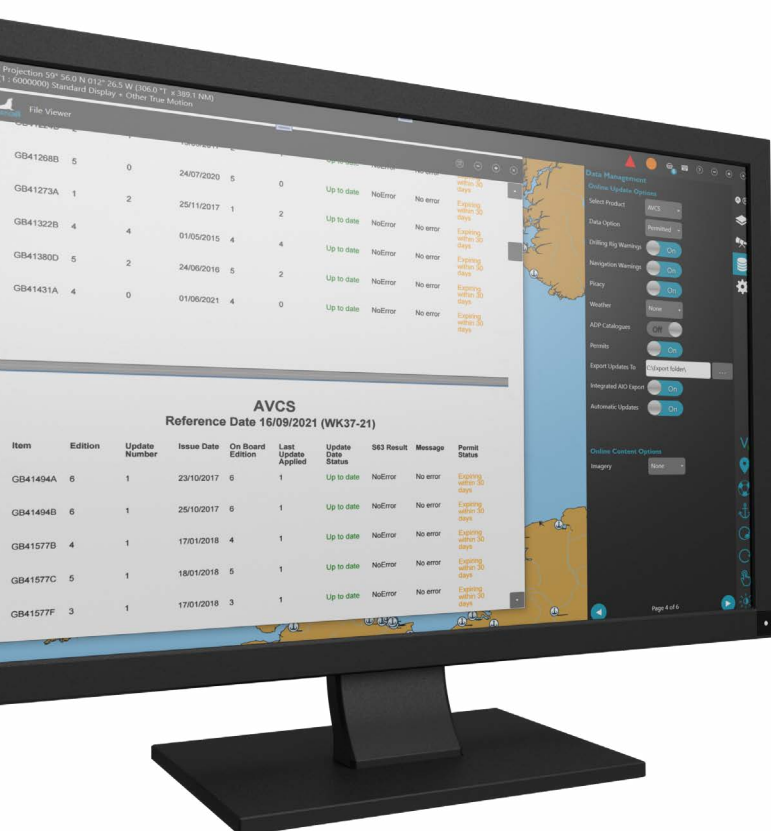 Projection 59° 56.0 N 012° 26.5 W (306.0 °T x 389.1 NM)
(1 : 6000000) Standard Display + Other True Motion
File Viewer
GB41268B 5 0 24/07/2020 5 0 Up to date NoError No error Expiring within 30 days
GB41273A 1 2 25/11/2017 1 2 Up to date NoError No error Expiring within 30 days
GB41322B 4 4 01/05/2015 4 4 Up to date NoError No error Expiring within 30 days
GB41380D 5 2 24/06/2016 5 2 Up to date NoError No error Expiring within 30 days
GB41431A 4 0 01/06/2021 4 0 Up to date NoError No error Expiring within 30 days
AVCS
Reference Date 16/09/2021 (WK37-21)
Item Edition Update Number Issue Date On Board Edition Last Update Applied Update Date Status S63 Result Message Permit Status
GB41494A 6 1 23/10/2017 6 1 Up to date NoError No error Expiring within 30 days
GB41494B 6 1 25/10/2017 6 1 Up to date NoError No error Expiring within 30 days
GB41577B 4 1 17/01/2018 4 1 Up to date NoError No error Expiring within 30 days
GB41577C 5 1 18/01/2018 5 1 Up to date NoError No error Expiring within 30 days
GB41577F 3 1 17/01/2018 3 1 Up to date NoError No error Expiring within 30 days
Data Management
Online Update Options
Select Product AVCS
Data Option Permitted
Drilling Rig Warnings On
Navigation Warnings On
Piracy On
Weather None
ADP Catalogues Off
Permits On
Export Updates To C:\Export folder\ ...
Integrated AIO Export On
Automatic Updates On
Online Content Options
Imagery None
Page 4 of 6